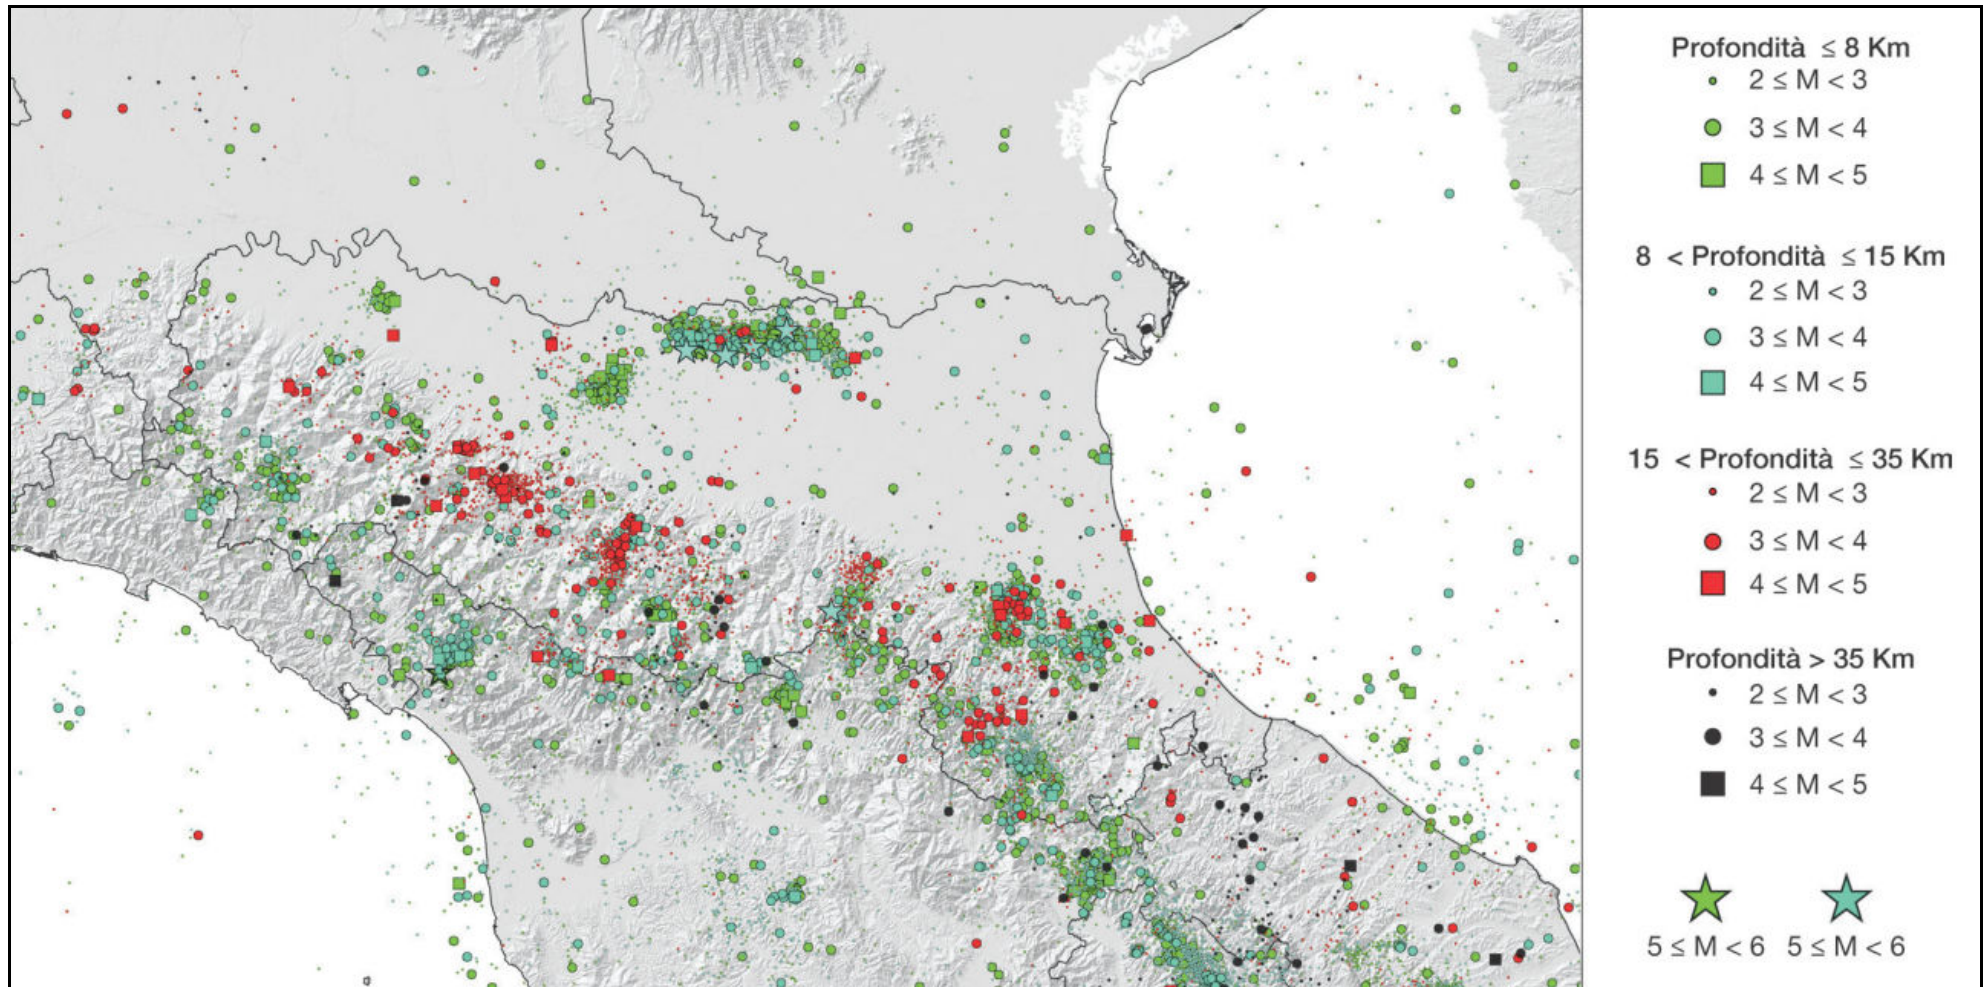 Profondità ≤ 8 Km
2 ≤ M < 3
3 ≤ M < 4
4 ≤ M < 5
8 < Profondità ≤ 15 Km
2 ≤ M < 3
3 ≤ M < 4
4 ≤ M < 5
15 < Profondità ≤ 35 Km
2 ≤ M < 3
3 ≤ M < 4
4 ≤ M < 5
Profondità > 35 Km
2 ≤ M < 3
3 ≤ M < 4
4 ≤ M < 5
5 ≤ M < 6 5 ≤ M < 6